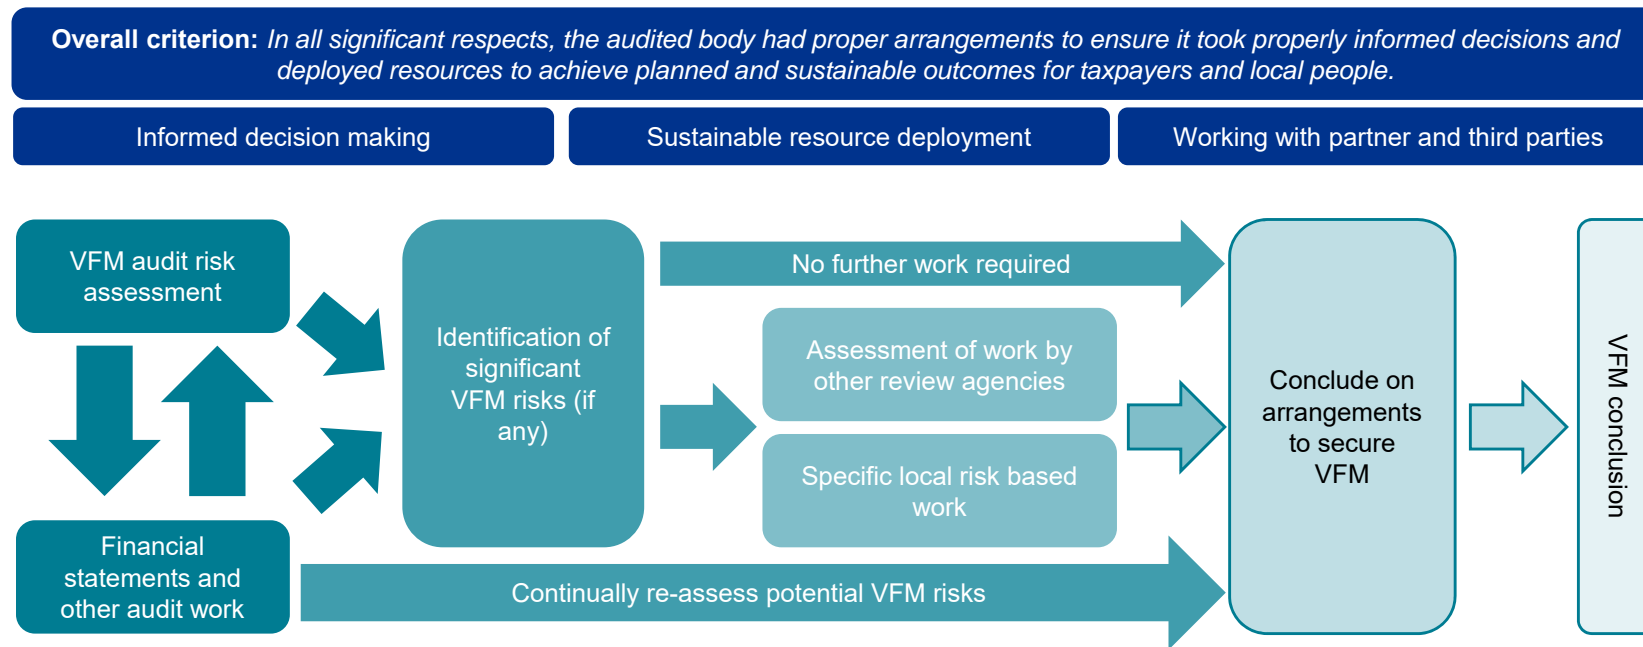 Overall criterion: In all significant respects, the audited body had proper arrangements to ensure it took properly informed decisions and
deployed resources to achieve planned and sustainable outcomes for taxpayers and local people.
Informed decision making
Sustainable resource deployment
Working with partner and third parties
VFM audit risk
assessment
Financial
statements and
other audit work
Identification of
significant
VFM risks (if
any)
No further work required
Assessment of work by
other review agencies
Specific local risk based
work
Continually re-assess potential VFM risks
Conclude on
arrangements
to secure
VFM
VFM conclusion